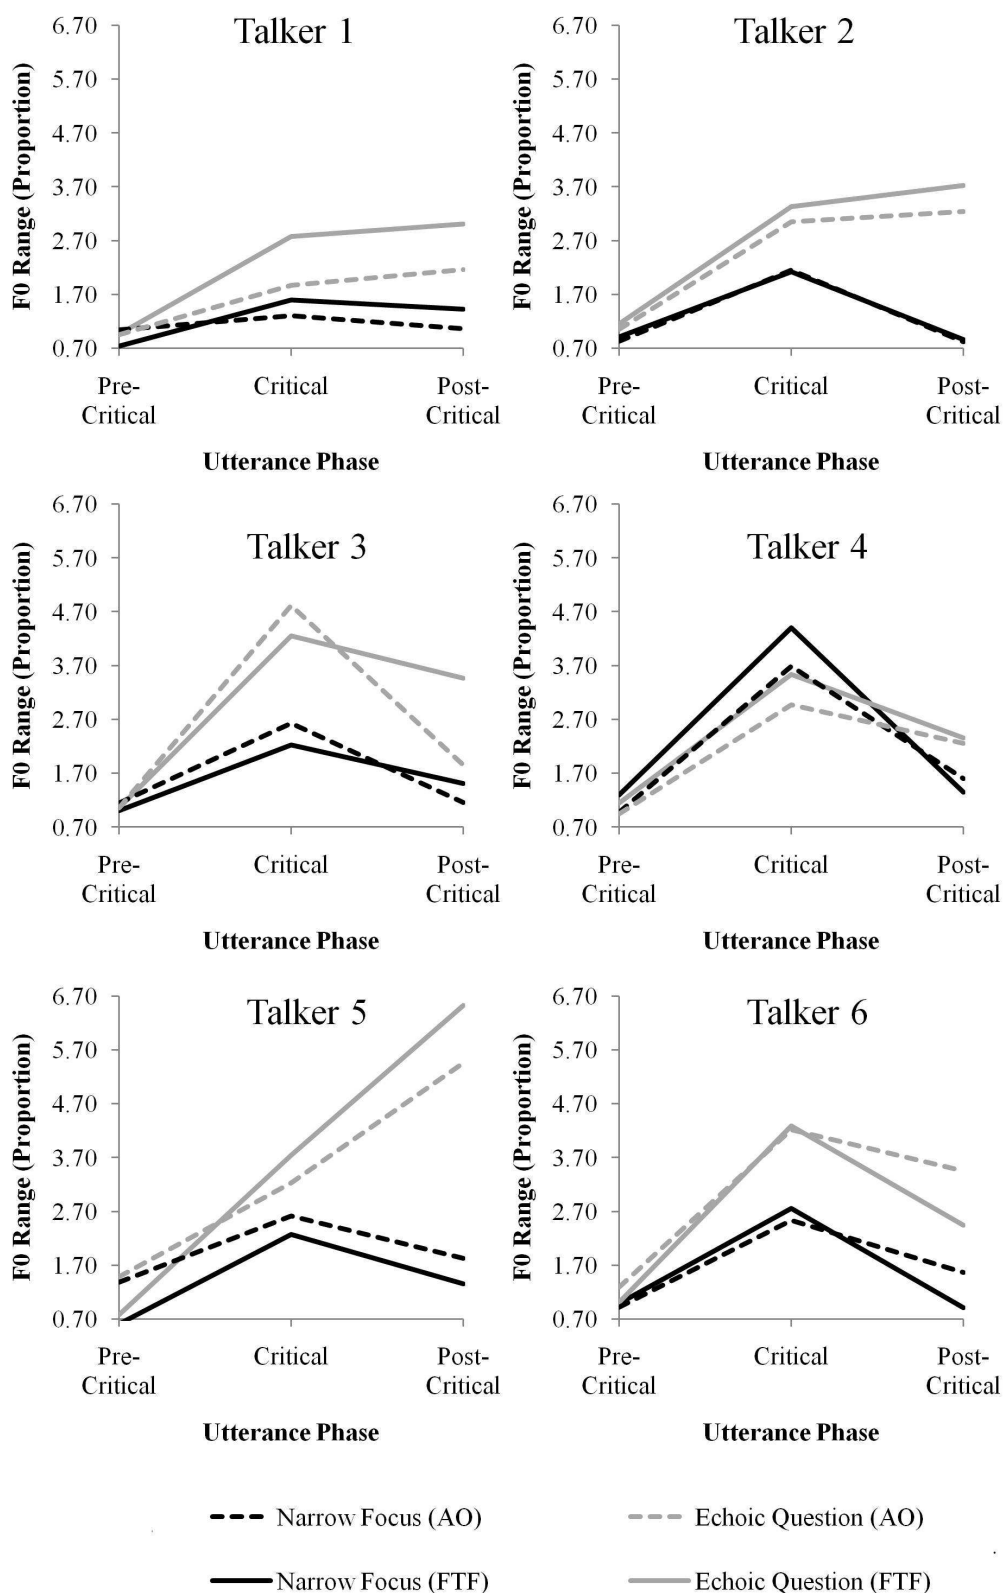 Talker 1
F0 Range (Proportion)
6.70
5.70
4.70
3.70
2.70
1.70
0.70
Pre-
Critical
Critical
Post-
Critical
Utterance Phase
Talker 2
F0 Range (Proportion)
6.70
5.70
4.70
3.70
2.70
1.70
0.70
Pre-
Critical
Critical
Post-
Critical
Utterance Phase
Talker 3
F0 Range (Proportion)
6.70
5.70
4.70
3.70
2.70
1.70
0.70
Pre-
Critical
Critical
Post-
Critical
Utterance Phase
Talker 4
F0 Range (Proportion)
6.70
5.70
4.70
3.70
2.70
1.70
0.70
Pre-
Critical
Critical
Post-
Critical
Utterance Phase
Talker 5
F0 Range (Proportion)
6.70
5.70
4.70
3.70
2.70
1.70
0.70
Pre-
Critical
Critical
Post-
Critical
Utterance Phase
Talker 6
F0 Range (Proportion)
6.70
5.70
4.70
3.70
2.70
1.70
0.70
Pre-
Critical
Critical
Post-
Critical
Utterance Phase
Narrow Focus (AO)
Echoic Question (AO)
Narrow Focus (FTF)
Echoic Question (FTF)